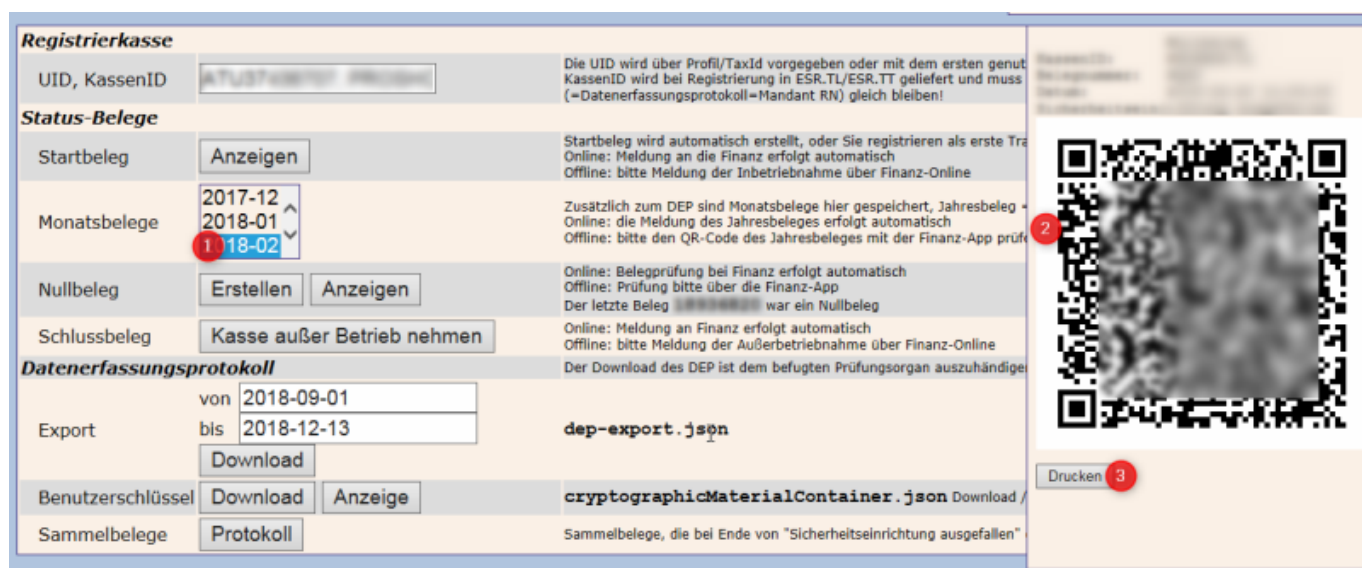 Registrierkasse
UID, KassenID
Die UID wird über Profil/TaxId vorgegeben oder mit dem ersten genut
KassenID wird bei Registrierung in ESR.TL/ESR.TT geliefert und muss
(=Datenerfassungsprotokoll=Mandant RN) gleich bleiben!
Status-Belege
Startbeleg
Anzeigen
Startbeleg wird automatisch erstellt, oder Sie registrieren als erste Tra
Online: Meldung an die Finanz erfolgt automatisch
Offline: bitte Meldung der Inbetriebnahme über Finanz-Online
Monatsbelege
2017-12
2018-01
1 018-02
Zusätzlich zum DEP sind Monatsbelege hier gespeichert, Jahresbeleg =
Online: die Meldung des Jahresbeleges erfolgt automatisch
Offline: bitte den QR-Code des Jahresbeleges mit der Finanz-App prüfe
Nullbeleg
Erstellen Anzeigen
Online: Belegprüfung bei Finanz erfolgt automatisch
Offline: Prüfung bitte über die Finanz-App
Der letzte Beleg war ein Nullbeleg
Schlussbeleg
Kasse außer Betrieb nehmen
Online: Meldung an Finanz erfolgt automatisch
Offline: bitte Meldung der Außerbetriebnahme über Finanz-Online
Datenerfassungsprotokoll
Der Download des DEP ist dem befugten Prüfungsorgan auszuhändige
Export
von 2018-09-01
bis 2018-12-13
Download
dep-export.json
Benutzerschlüssel Download Anzeige
cryptographicMaterialContainer.json Download /
Sammelbelege Protokoll
Sammelbelege, die bei Ende von "Sicherheitseinrichtung ausgefallen"
2
Drucken 3